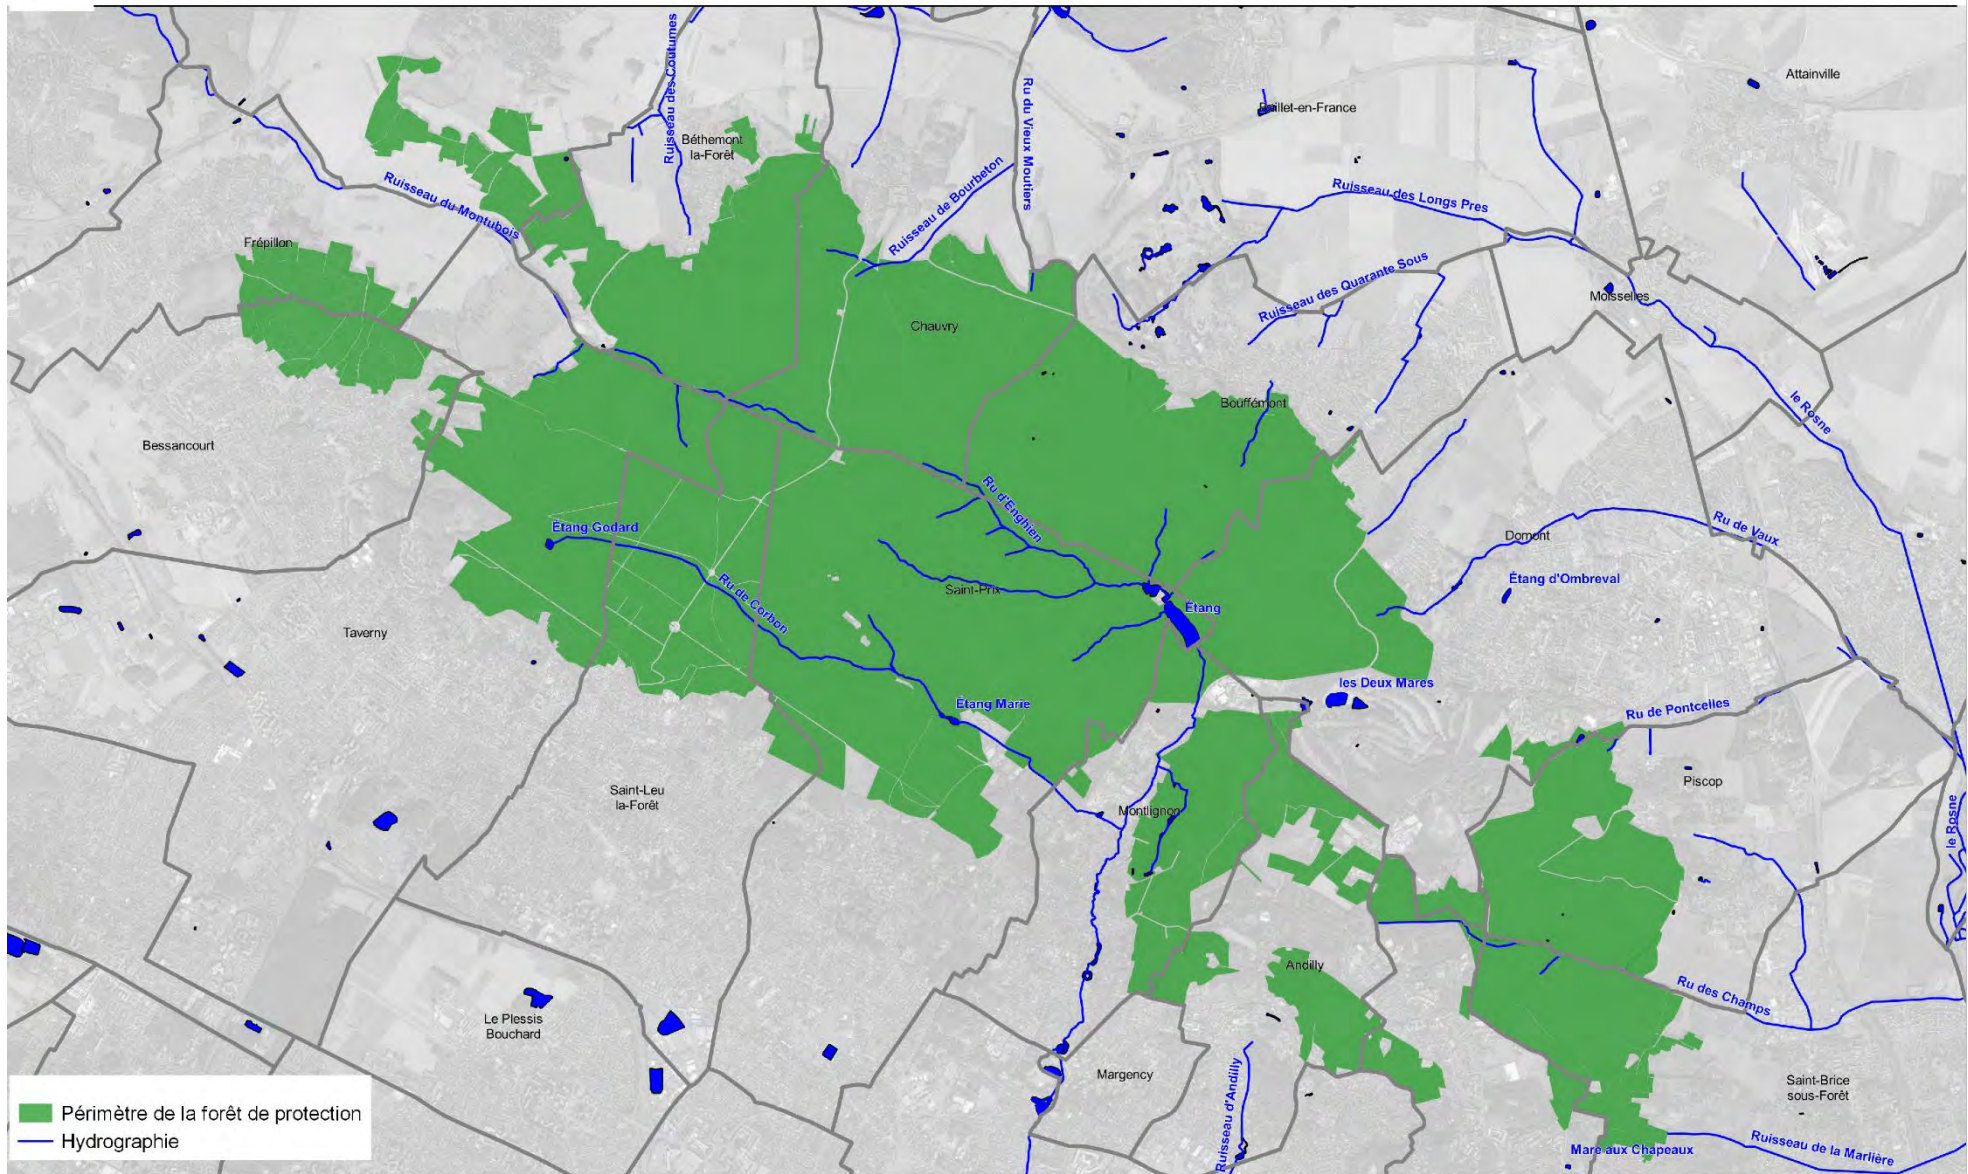 Attainville
Ruisseau des Coutumes
Ru du Vieux Moutiers
Béthemont
la-Forêt
Ruisseau du Montubois
Ruisseau de Bourbeton
Ruisseau des Longs Pres
Frépillon
Ruisseau des Quarante Sous
Moisselles
Chauvry
le Rosne
Bouffémont
Bessancourt
Ru d'Enghien
Étang Godard
Ru de Vaux
Domont
Étang d'Ombreval
Ru de Corbon
Saint-Prix
Étang
Taverny
les Deux Mares
Étang Marie
Ru de Pontcelles
Piscop
Saint-Leu
la-Forêt
Montlignon
le Rosne
Andilly
Ru des Champs
Le Plessis
Bouchard
Margency
Saint-Brice
sous-Forêt
Ruisseau d'Andilly
Mare aux Chapeaux
Ruisseau de la Marlière
Périmètre de la forêt de protection
Hydrographie